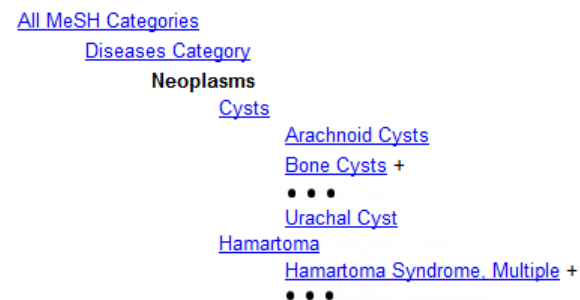 All MeSH Categories
Diseases Category
Neoplasms
Cysts
Arachnoid Cysts
Bone Cysts +
• • •
Urachal Cyst
Hamartoma
Hamartoma Syndrome, Multiple +
• • •